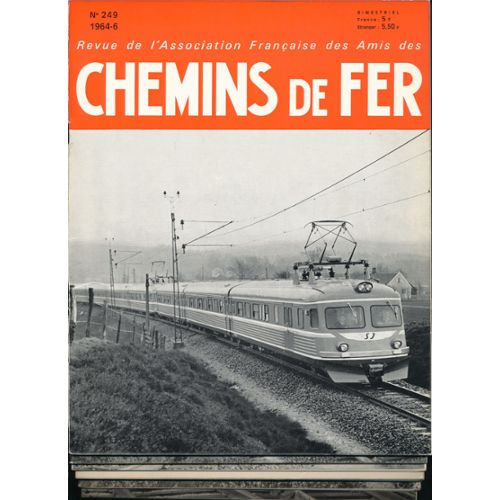 N° 249
1964-6
BIMESTRIEL
France : 5 F
Etranger : 5,50 F
Revue de l'Association Française des Amis des
CHEMINS DE FER
SJ